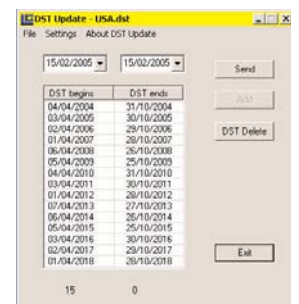 DST Update - USA.dst
File Settings About DST Update
15/02/2005 15/02/2005
Send
Add
DST Delete
Exit
DST begins DST ends
04/04/2004 31/10/2004
03/04/2005 30/10/2005
02/04/2006 29/10/2006
01/04/2007 28/10/2007
06/04/2008 26/10/2008
05/04/2009 25/10/2009
04/04/2010 31/10/2010
03/04/2011 30/10/2011
01/04/2012 28/10/2012
07/04/2013 27/10/2013
06/04/2014 26/10/2014
05/04/2015 25/10/2015
03/04/2016 30/10/2016
02/04/2017 29/10/2017
01/04/2018 28/10/2018
15 0